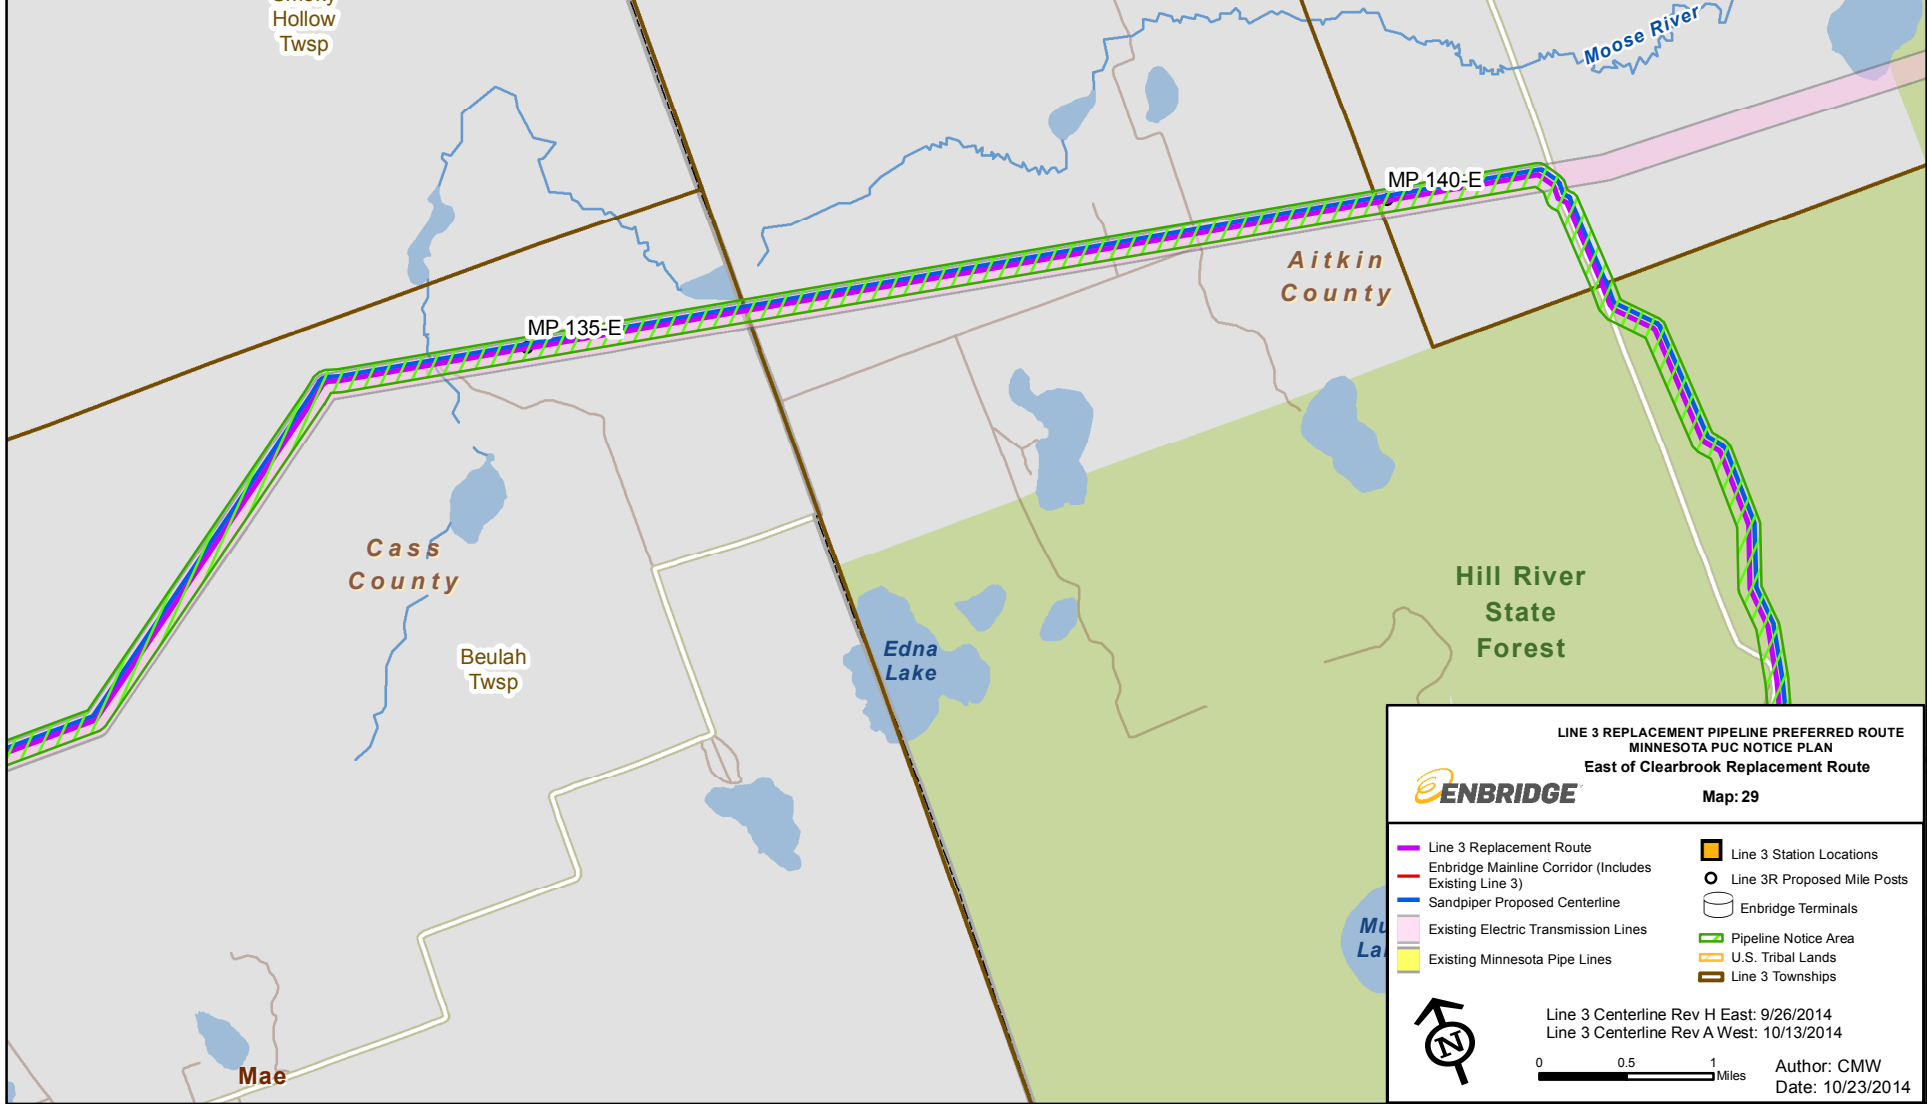 Hollow
Twsp
Moose River
MP 140-E
Aitkin
County
MP 135-E
Cass
County
Hill River
State
Forest
Edna
Lake
Beulah
Twsp
Mae
LINE 3 REPLACEMENT PIPELINE PREFERRED ROUTE
MINNESOTA PUC NOTICE PLAN
East of Clearbrook Replacement Route
ENBRIDGE
Map: 29
Line 3 Replacement Route
Enbridge Mainline Corridor (Includes
Existing Line 3)
Sandpiper Proposed Centerline
Existing Electric Transmission Lines
Existing Minnesota Pipe Lines
Line 3 Station Locations
Line 3R Proposed Mile Posts
Enbridge Terminals
Pipeline Notice Area
U.S. Tribal Lands
Line 3 Townships
N
Line 3 Centerline Rev H East: 9/26/2014
Line 3 Centerline Rev A West: 10/13/2014
0 0.5 1
Miles
Author: CMW
Date: 10/23/2014